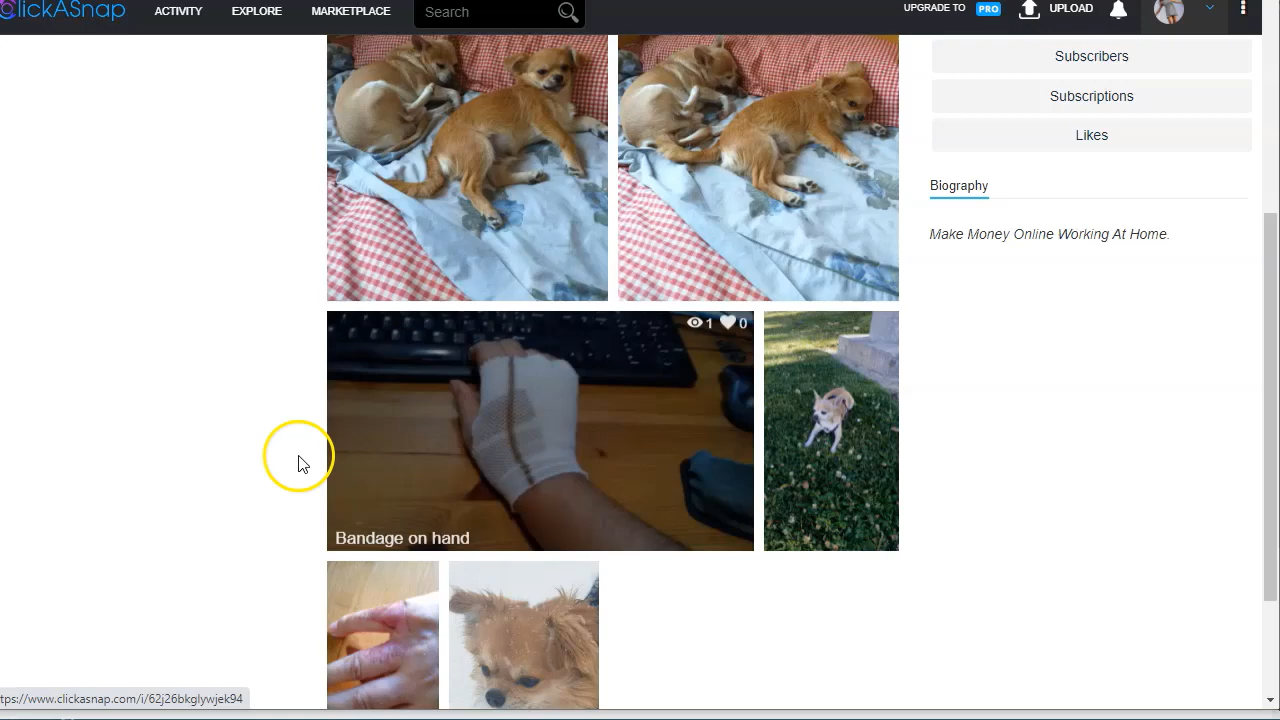 ClickASnap ACTIVITY EXPLORE MARKETPLACE Search UPGRADE TO PRO UPLOAD
Subscribers
Subscriptions
Likes
Biography
Make Money Online Working At Home.
1 0
Bandage on hand
tps://www.clickasnap.com/i/62j26bkglywjek94